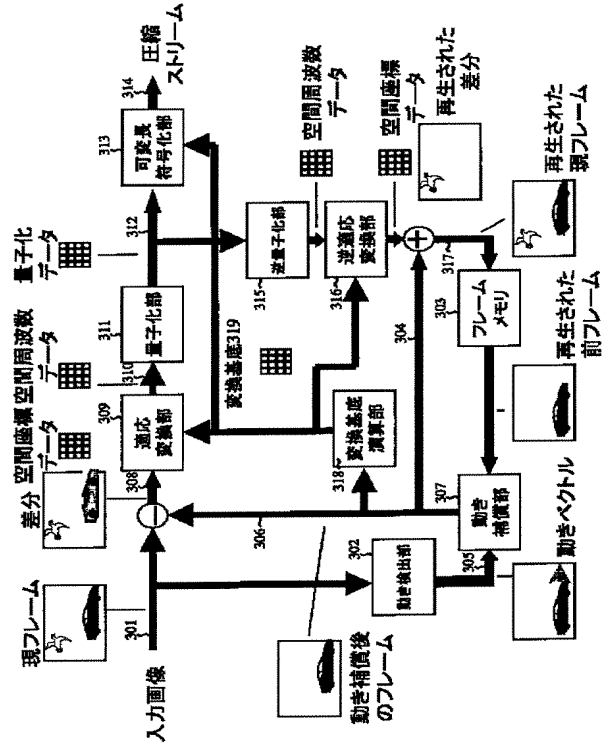 入力画像
現フレーム
301
差分
308
空間座標
データ
309
適応
変換部
空間周波数
データ
310
311
量子化部
量子化
データ
312
313
可変長
符号化部
314
圧縮
ストリーム
変換基底319
315
逆量子化部
空間周波数
データ
316
逆適応
変換部
空間座標
データ
再生された
差分
317
再生された
現フレーム
303
フレーム
メモリ
304
再生された
前フレーム
318
変換基底
演算部
306
307
動き
補償部
302
動き検出部
305
動きベクトル
動き補償後
のフレーム